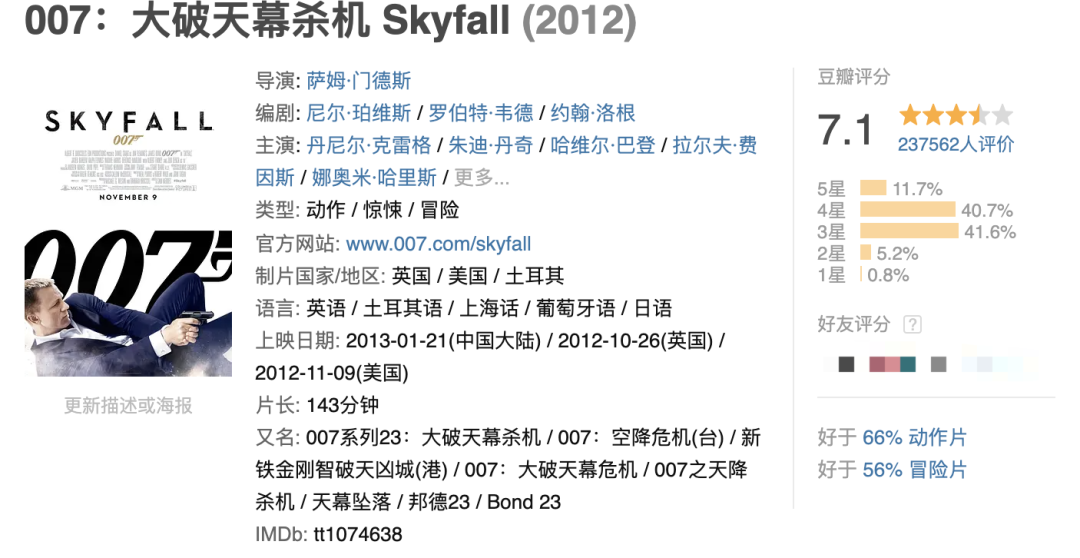 007：大破天幕杀机 Skyfall (2012)
SKYFALL
007
NOVEMBER 9
007
更新描述或海报
导演: 萨姆·门德斯
编剧: 尼尔·珀维斯 / 罗伯特·韦德 / 约翰·洛根
主演: 丹尼尔·克雷格 / 朱迪·丹奇 / 哈维尔·巴登 / 拉尔夫·费
因斯 / 娜奥米·哈里斯 / 更多...
类型: 动作 / 惊悚 / 冒险
官方网站: www.007.com/skyfall
制片国家/地区: 英国 / 美国 / 土耳其
语言: 英语 / 土耳其语 / 上海话 / 葡萄牙语 / 日语
上映日期: 2013-01-21(中国大陆) / 2012-10-26(英国) /
2012-11-09(美国)
片长: 143分钟
又名: 007系列23：大破天幕杀机 / 007：空降危机(台) / 新
铁金刚智破天凶城(港) / 007：大破天幕危机 / 007之天降
杀机 / 天幕坠落 / 邦德23 / Bond 23
IMDb: tt1074638
豆瓣评分
7.1
237562人评价
5星 11.7%
4星 40.7%
3星 41.6%
2星 5.2%
1星 0.8%
好友评分 ?
好于 66% 动作片
好于 56% 冒险片